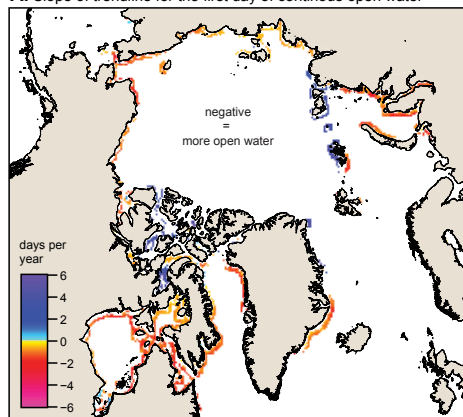 negative
=
more open water
days per
year
6
4
2
0
−2
−4
−6